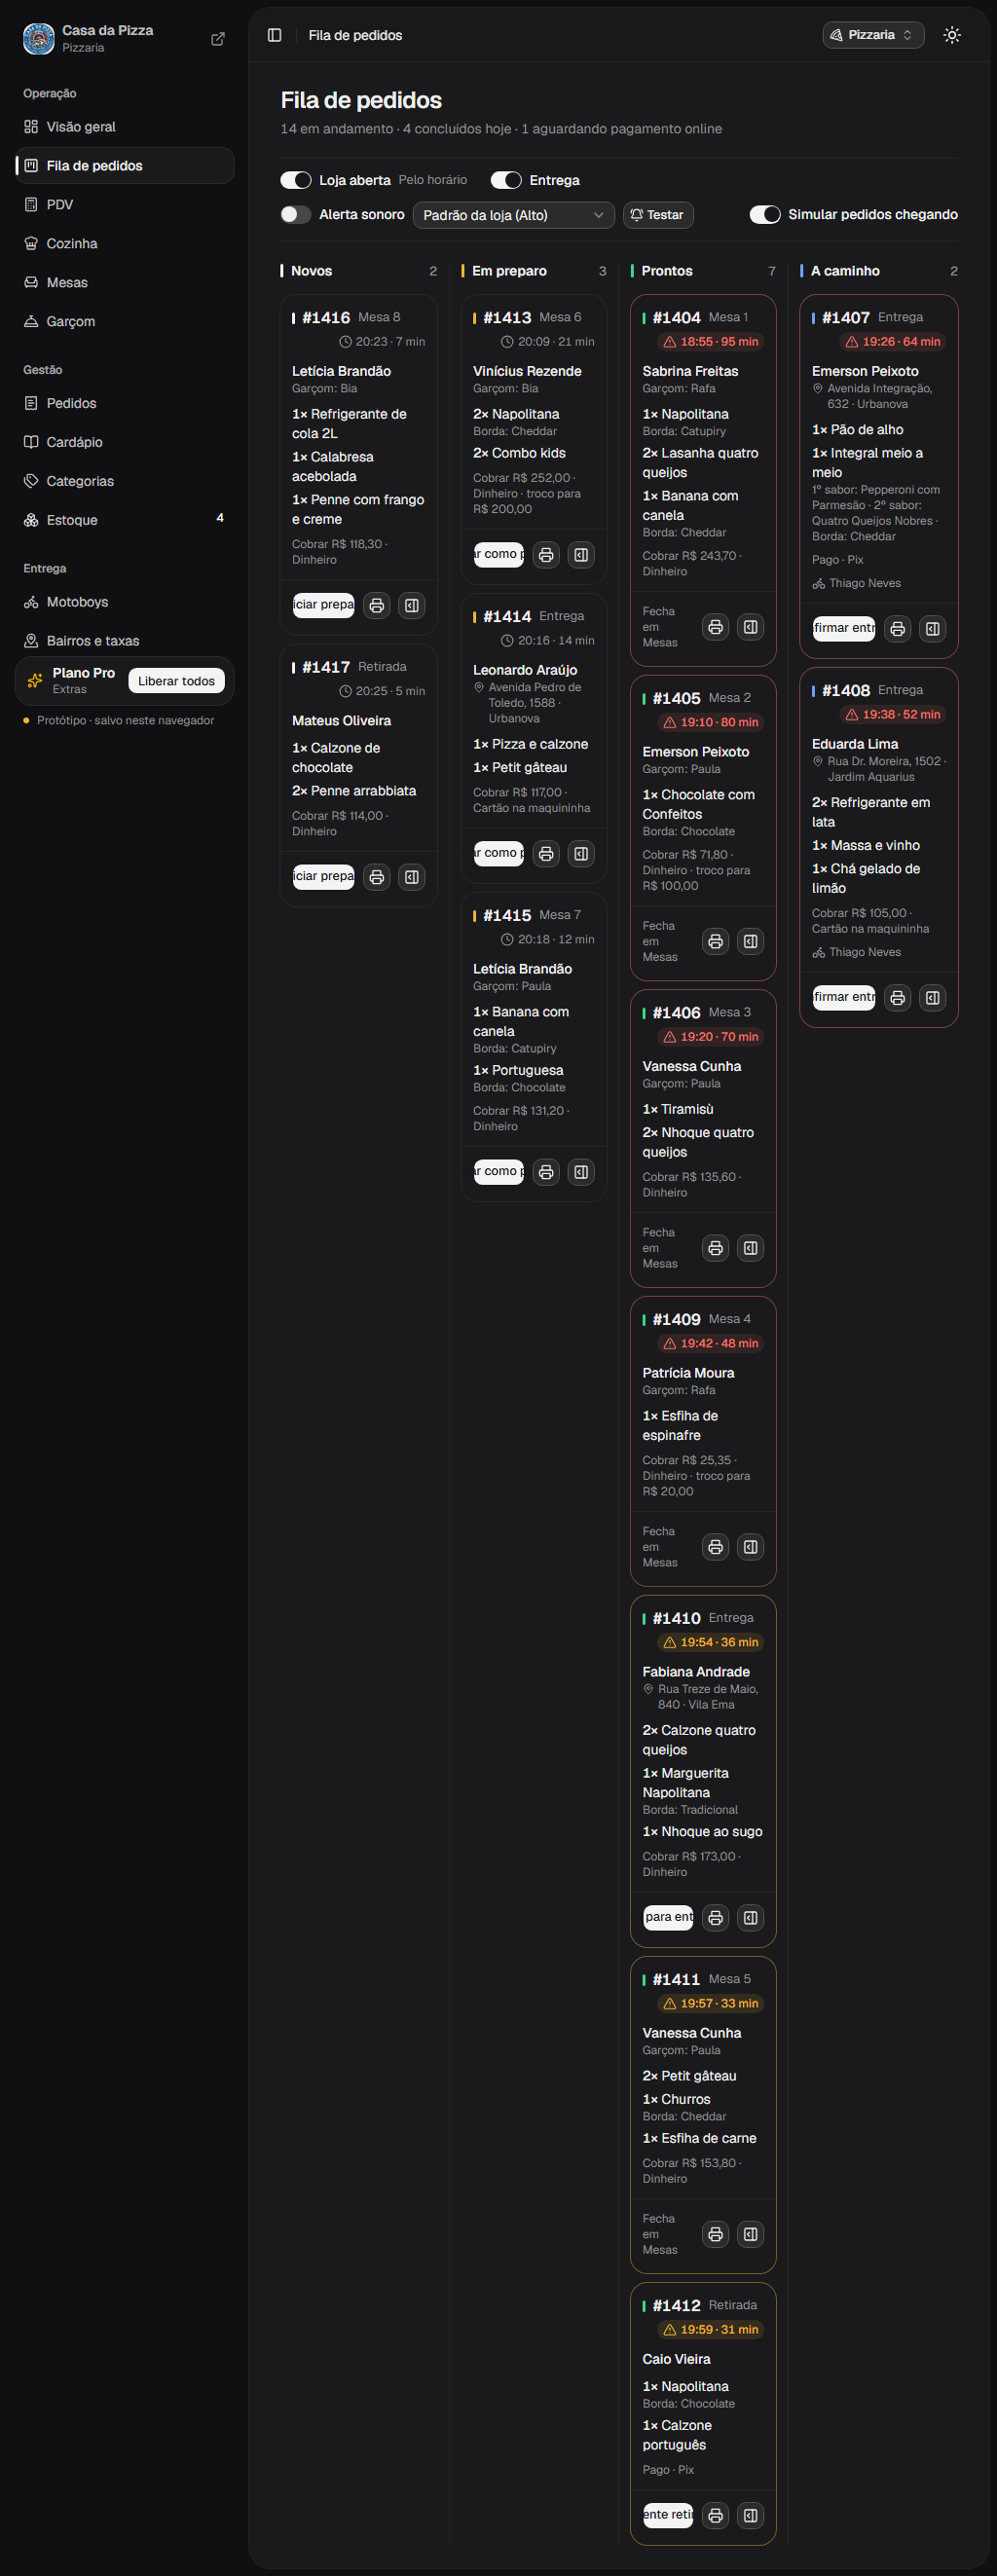 Casa da Pizza
Pizzaria
Operação
Visão geral
Fila de pedidos
PDV
Cozinha
Mesas
Garçom
Gestão
Pedidos
Cardápio
Categorias
Estoque 4
Entrega
Motoboys
Bairros e taxas
Plano Pro
Extras
Liberar todos
Protótipo · salvo neste navegador
Fila de pedidos
Pizzaria
Fila de pedidos
14 em andamento · 4 concluídos hoje · 1 aguardando pagamento online
Loja aberta Pelo horário Entrega
Alerta sonoro Padrão da loja (Alto) Testar Simular pedidos chegando
Novos 2
#1416 Mesa 8
20:23 · 7 min
Letícia Brandão
Garçom: Bia
1× Refrigerante de
cola 2L
1× Calabresa
acebolada
1× Penne com frango
e creme
Cobrar R$ 118,30 ·
Dinheiro
iciar prepa
#1417 Retirada
20:25 · 5 min
Mateus Oliveira
1× Calzone de
chocolate
2× Penne arrabbiata
Cobrar R$ 114,00 ·
Dinheiro
iciar prepa
Em preparo 3
#1413 Mesa 6
20:09 · 21 min
Vinícius Rezende
Garçom: Bia
2× Napolitana
Borda: Cheddar
2× Combo kids
Cobrar R$ 252,00 ·
Dinheiro · troco para
R$ 200,00
ar como p
#1414 Entrega
20:16 · 14 min
Leonardo Araújo
Avenida Pedro de
Toledo, 1588 ·
Urbanova
1× Pizza e calzone
1× Petit gâteau
Cobrar R$ 117,00 ·
Cartão na maquininha
ar como p
#1415 Mesa 7
20:18 · 12 min
Letícia Brandão
Garçom: Paula
1× Banana com
canela
Borda: Catupiry
1× Portuguesa
Borda: Chocolate
Cobrar R$ 131,20 ·
Dinheiro
ar como p
Prontos 7
#1404 Mesa 1
18:55 · 95 min
Sabrina Freitas
Garçom: Rafa
1× Napolitana
Borda: Catupiry
2× Lasanha quatro
queijos
1× Banana com
canela
Borda: Cheddar
Cobrar R$ 243,70 ·
Dinheiro
Fecha
em
Mesas
#1405 Mesa 2
19:10 · 80 min
Emerson Peixoto
Garçom: Paula
1× Chocolate com
Confeitos
Borda: Chocolate
Cobrar R$ 71,80 ·
Dinheiro · troco para
R$ 100,00
Fecha
em
Mesas
#1406 Mesa 3
19:20 · 70 min
Vanessa Cunha
Garçom: Paula
1× Tiramisù
2× Nhoque quatro
queijos
Cobrar R$ 135,60 ·
Dinheiro
Fecha
em
Mesas
#1409 Mesa 4
19:42 · 48 min
Patrícia Moura
Garçom: Rafa
1× Esfiha de
espinafre
Cobrar R$ 25,35 ·
Dinheiro · troco para
R$ 20,00
Fecha
em
Mesas
#1410 Entrega
19:54 · 36 min
Fabiana Andrade
Rua Treze de Maio,
840 · Vila Ema
2× Calzone quatro
queijos
1× Marguerita
Napolitana
Borda: Tradicional
1× Nhoque ao sugo
Cobrar R$ 173,00 ·
Dinheiro
para ent
#1411 Mesa 5
19:57 · 33 min
Vanessa Cunha
Garçom: Paula
2× Petit gâteau
1× Churros
Borda: Cheddar
1× Esfiha de carne
Cobrar R$ 153,80 ·
Dinheiro
Fecha
em
Mesas
#1412 Retirada
19:59 · 31 min
Caio Vieira
1× Napolitana
Borda: Chocolate
1× Calzone
português
Pago · Pix
ente retir
A caminho 2
#1407 Entrega
19:26 · 64 min
Emerson Peixoto
Avenida Integração,
632 · Urbanova
1× Pão de alho
1× Integral meio a
meio
1º sabor: Pepperoni com
Parmesão · 2º sabor:
Quatro Queijos Nobres ·
Borda: Cheddar
Pago · Pix
Thiago Neves
firmar entr
#1408 Entrega
19:38 · 52 min
Eduarda Lima
Rua Dr. Moreira, 1502 ·
Jardim Aquarius
2× Refrigerante em
lata
1× Massa e vinho
1× Chá gelado de
limão
Cobrar R$ 105,00 ·
Cartão na maquininha
Thiago Neves
firmar entr